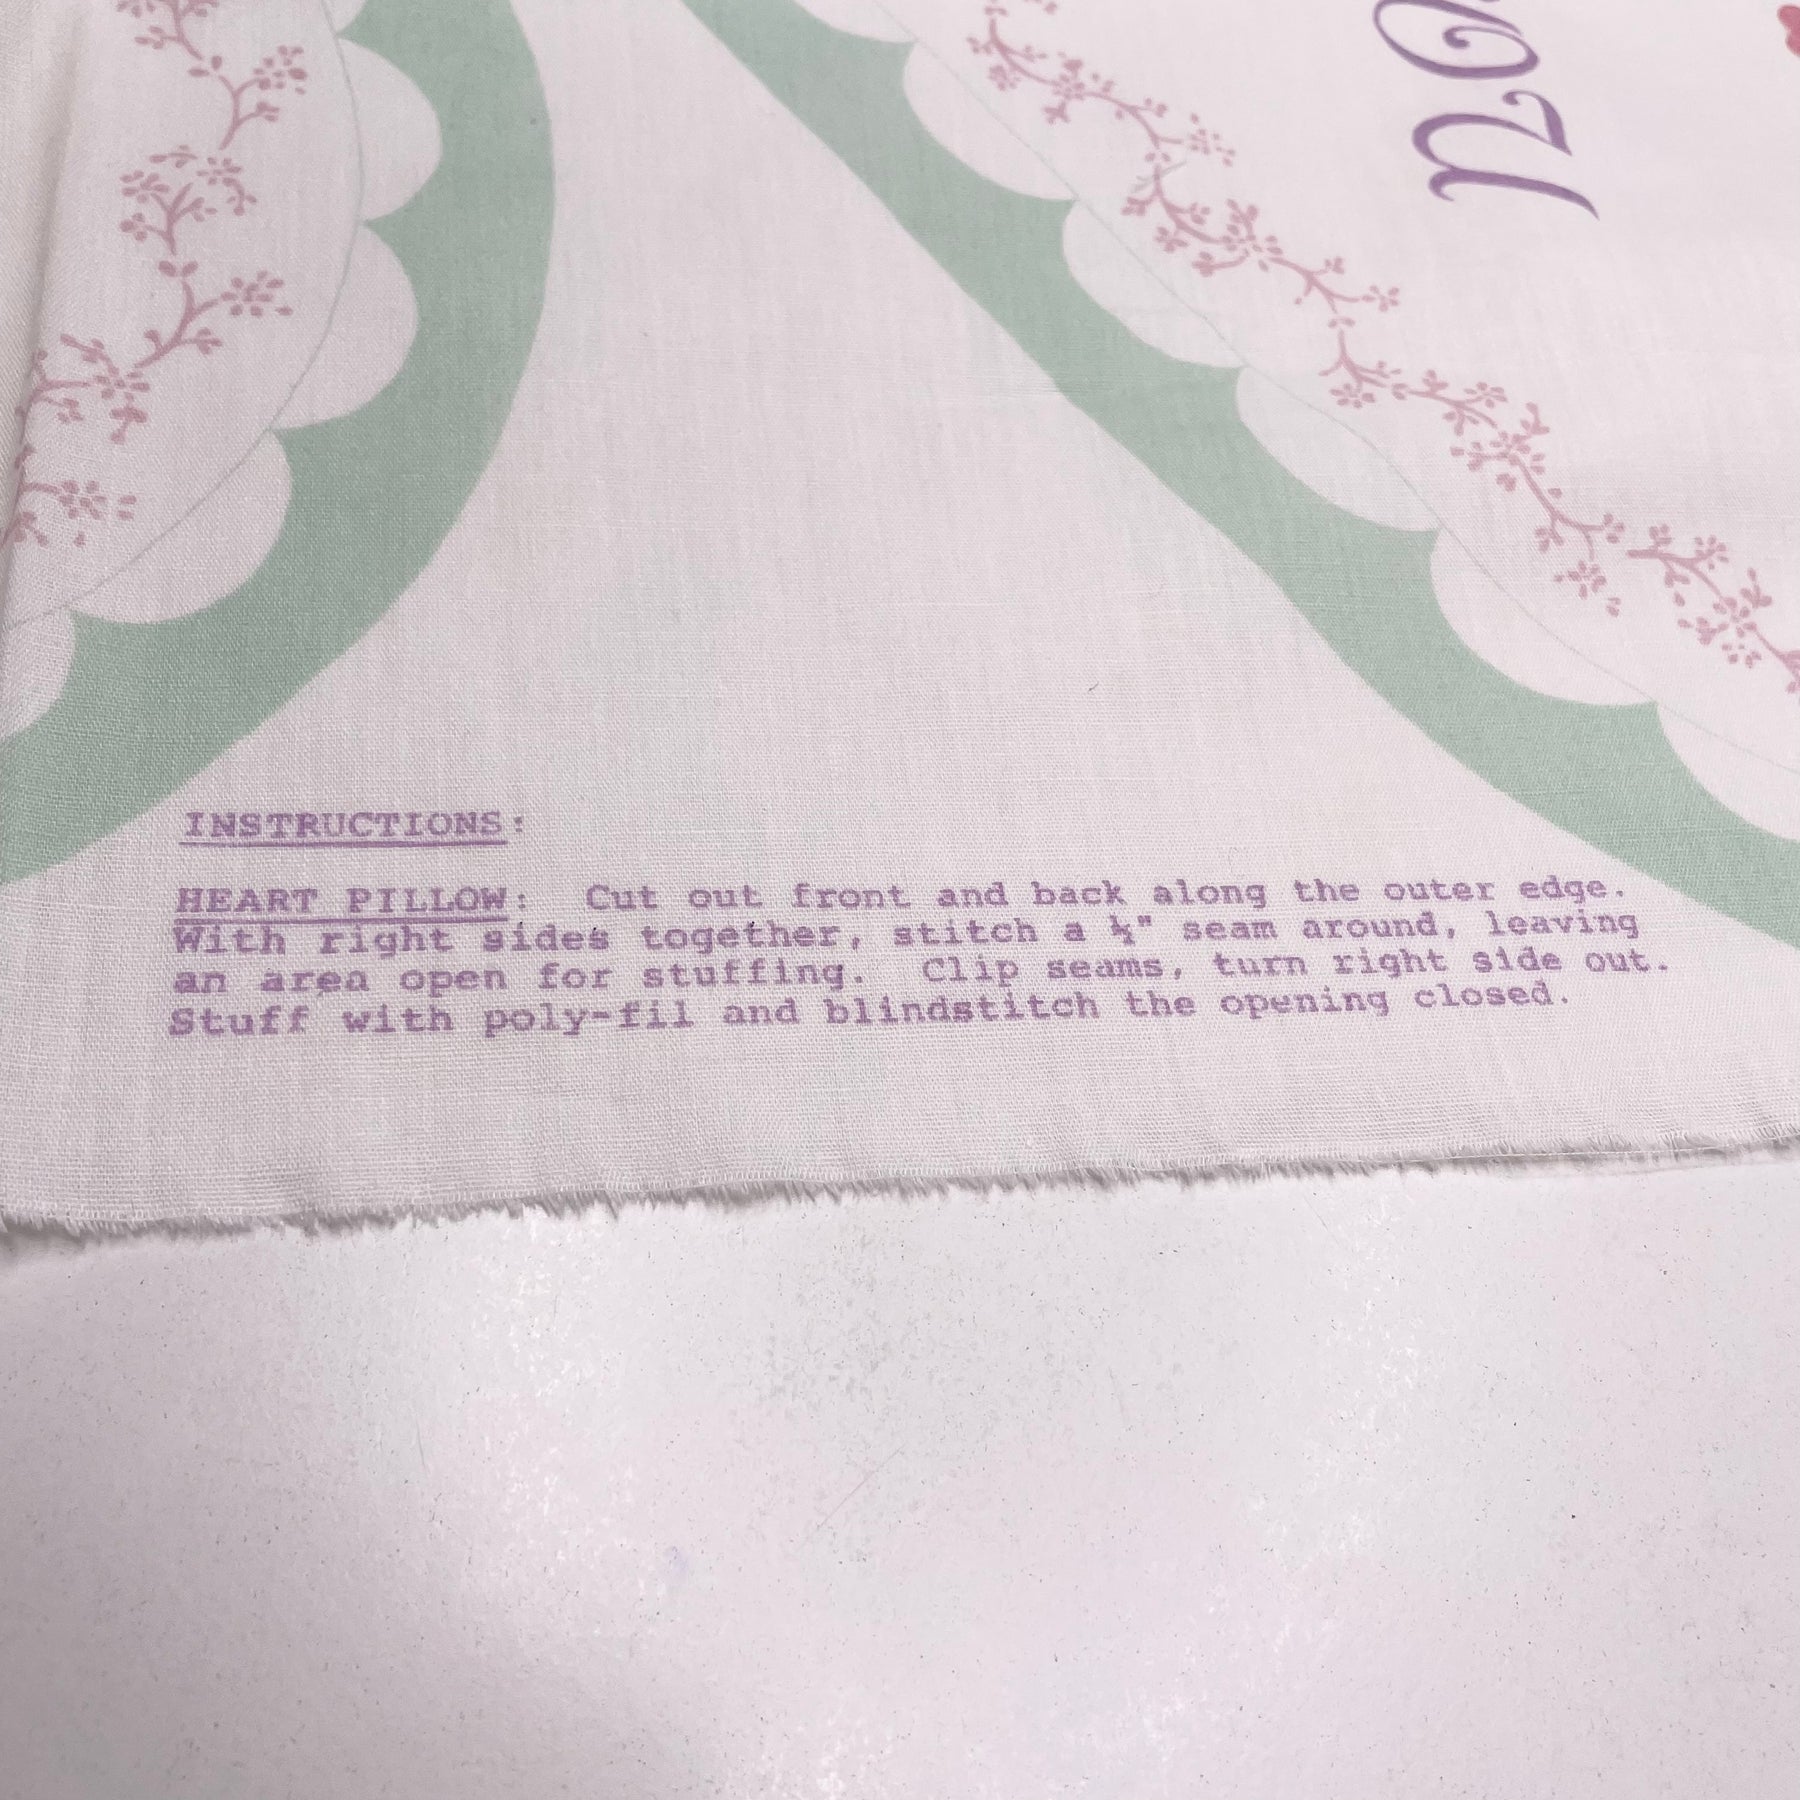 OU
INSTRUCTIONS:
HEART PILLOW: Cut out front and back along the outer edge.
With right sides together, stitch a ¼" seam around, leaving
an area open for stuffing. Clip seams, turn right side out.
Stuff with poly-fil and blindstitch the opening closed.